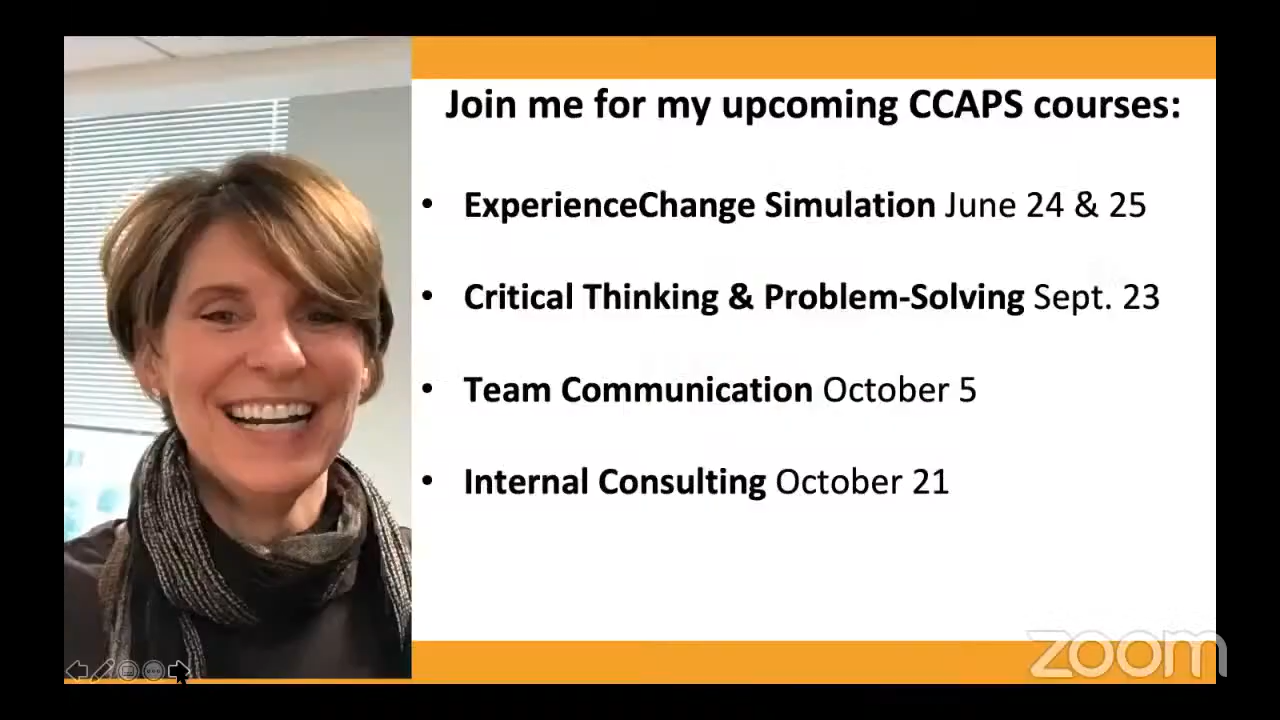 Join me for my upcoming CCAPS courses:
• ExperienceChange Simulation June 24 & 25
• Critical Thinking & Problem-Solving Sept. 23
• Team Communication October 5
• Internal Consulting October 21
zoom